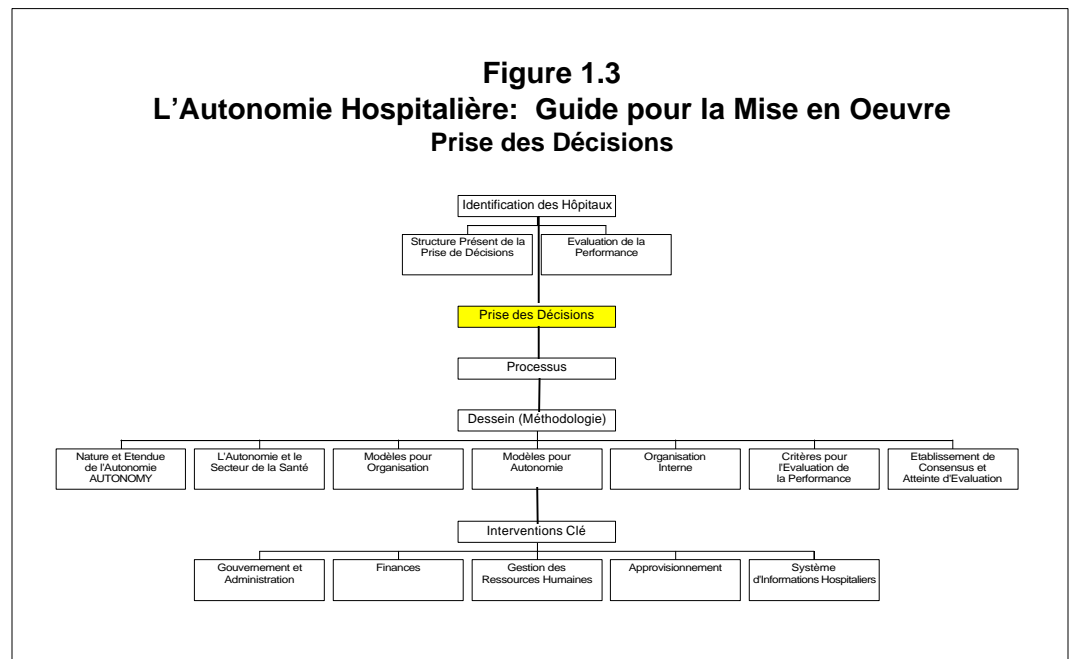 Figure 1.3
L'Autonomie Hospitalière: Guide pour la Mise en Oeuvre
Prise des Décisions
Identification des Hôpitaux
Structure Présent de la
Prise de Décisions
Evaluation de la
Performance
Prise des Décisions
Processus
Dessein (Méthodologie)
Nature et Etendue
de l'Autonomie
AUTONOMY
L'Autonomie et le
Secteur de la Santé
Modèles pour
Organisation
Modèles pour
Autonomie
Organisation
Interne
Critères pour
l'Evaluation de
la Performance
Etablissement de
Consensus et
Atteinte d'Evaluation
Interventions Clé
Gouvernement et
Administration
Finances
Gestion des
Ressources Humaines
Approvisionnement
Système
d'Informations Hospitaliers